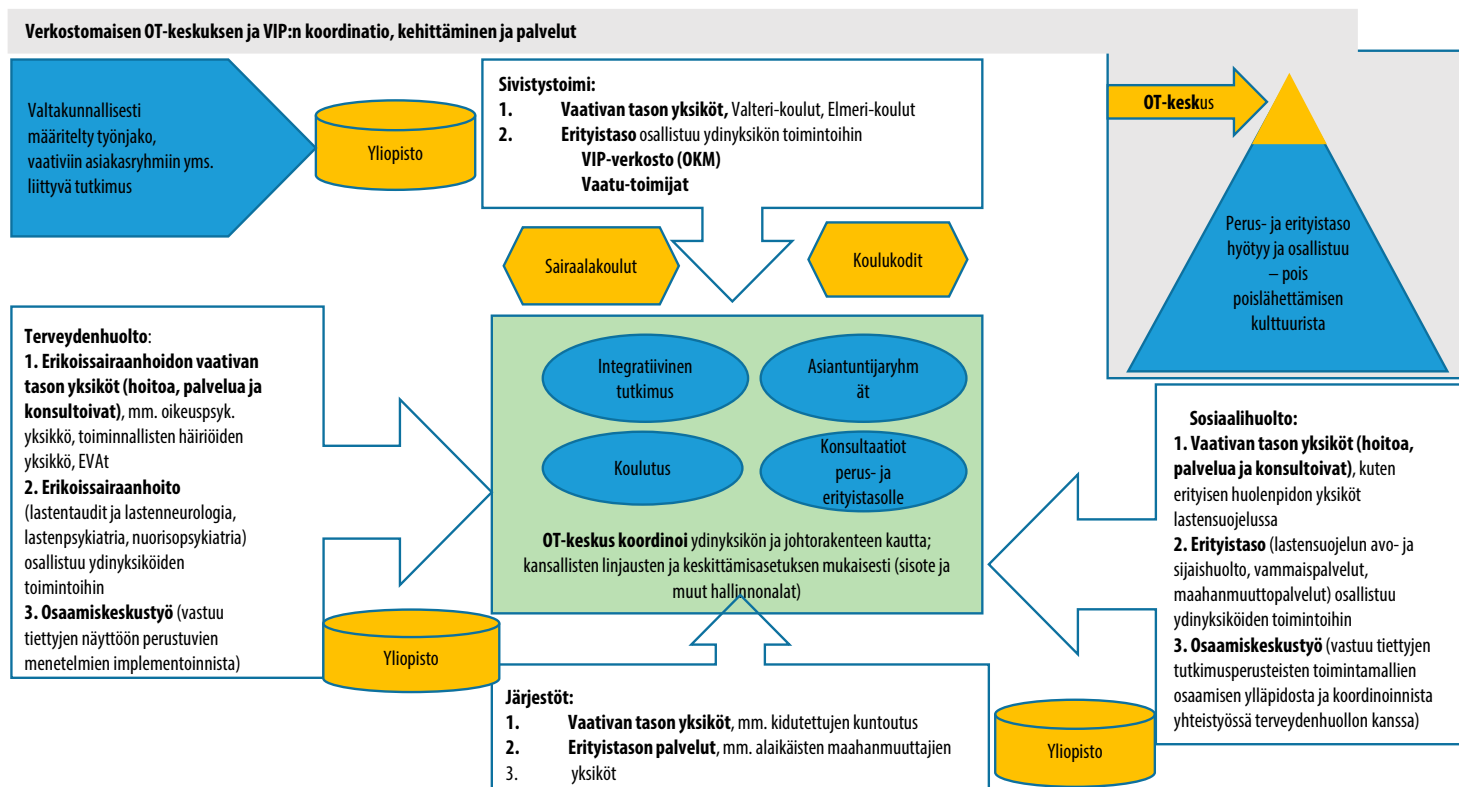 Verkostomaisen OT-keskuksen ja VIP:n koordinatio, kehittäminen ja palvelut
Valtakunnallisesti
määritelty työnjako,
vaativiin asiakasryhmiin yms.
liittyvä tutkimus
Yliopisto
Sivistystoimi:
1. Vaativan tason yksiköt, Valteri-koulut, Elmeri-koulut
2. Erityistaso osallistuu ydinyksikön toimintoihin
VIP-verkosto (OKM)
Vaatu-toimijat
OT-keskus
Perus- ja erityistaso
hyötyy ja osallistuu
– pois
poislähettämisen
kulttuurista
Sairaalakoulut
Koulukodit
Terveydenhuolto:
1. Erikoissairaanhoidon vaativan
tason yksiköt (hoitoa, palvelua ja
konsultoivat), mm. oikeuspsyk.
yksikkö, toiminnallisten häiriöiden
yksikkö, EVAt
2. Erikoissairaanhoito
(lastentaudit ja lastenneurologia,
lastenpsykiatria, nuorisopsykiatria)
osallistuu ydinyksiköiden
toimintoihin
3. Osaamiskeskustyö (vastuu
tiettyjen näyttöön perustuvien
menetelmien implementoinnista)
Yliopisto
Integratiivinen
tutkimus
Asiantuntijaryhm
ät
Koulutus
Konsultaatiot
perus- ja
erityistasolle
OT-keskus koordinoi ydinyksikön ja johtorakenteen kautta;
kansallisten linjausten ja keskittämisasetuksen mukaisesti (sisote ja
muut hallinnonalat)
Sosiaalihuolto:
1. Vaativan tason yksiköt (hoitoa,
palvelua ja konsultoivat), kuten
erityisen huolenpidon yksiköt
lastensuojelussa
2. Erityistaso (lastensuojelun avo- ja
sijaishuolto, vammaispalvelut,
maahanmuuttopalvelut) osallistuu
ydinyksiköiden toimintoihin
3. Osaamiskeskustyö (vastuu tiettyjen
tutkimusperusteisten toimintamallien
osaamisen ylläpidosta ja koordinoinnista
yhteistyössä terveydenhuollon kanssa)
Järjestöt:
1. Vaativan tason yksiköt, mm. kidutettujen kuntoutus
2. Erityistason palvelut, mm. alaikäisten maahanmuuttajien
3. yksiköt
Yliopisto